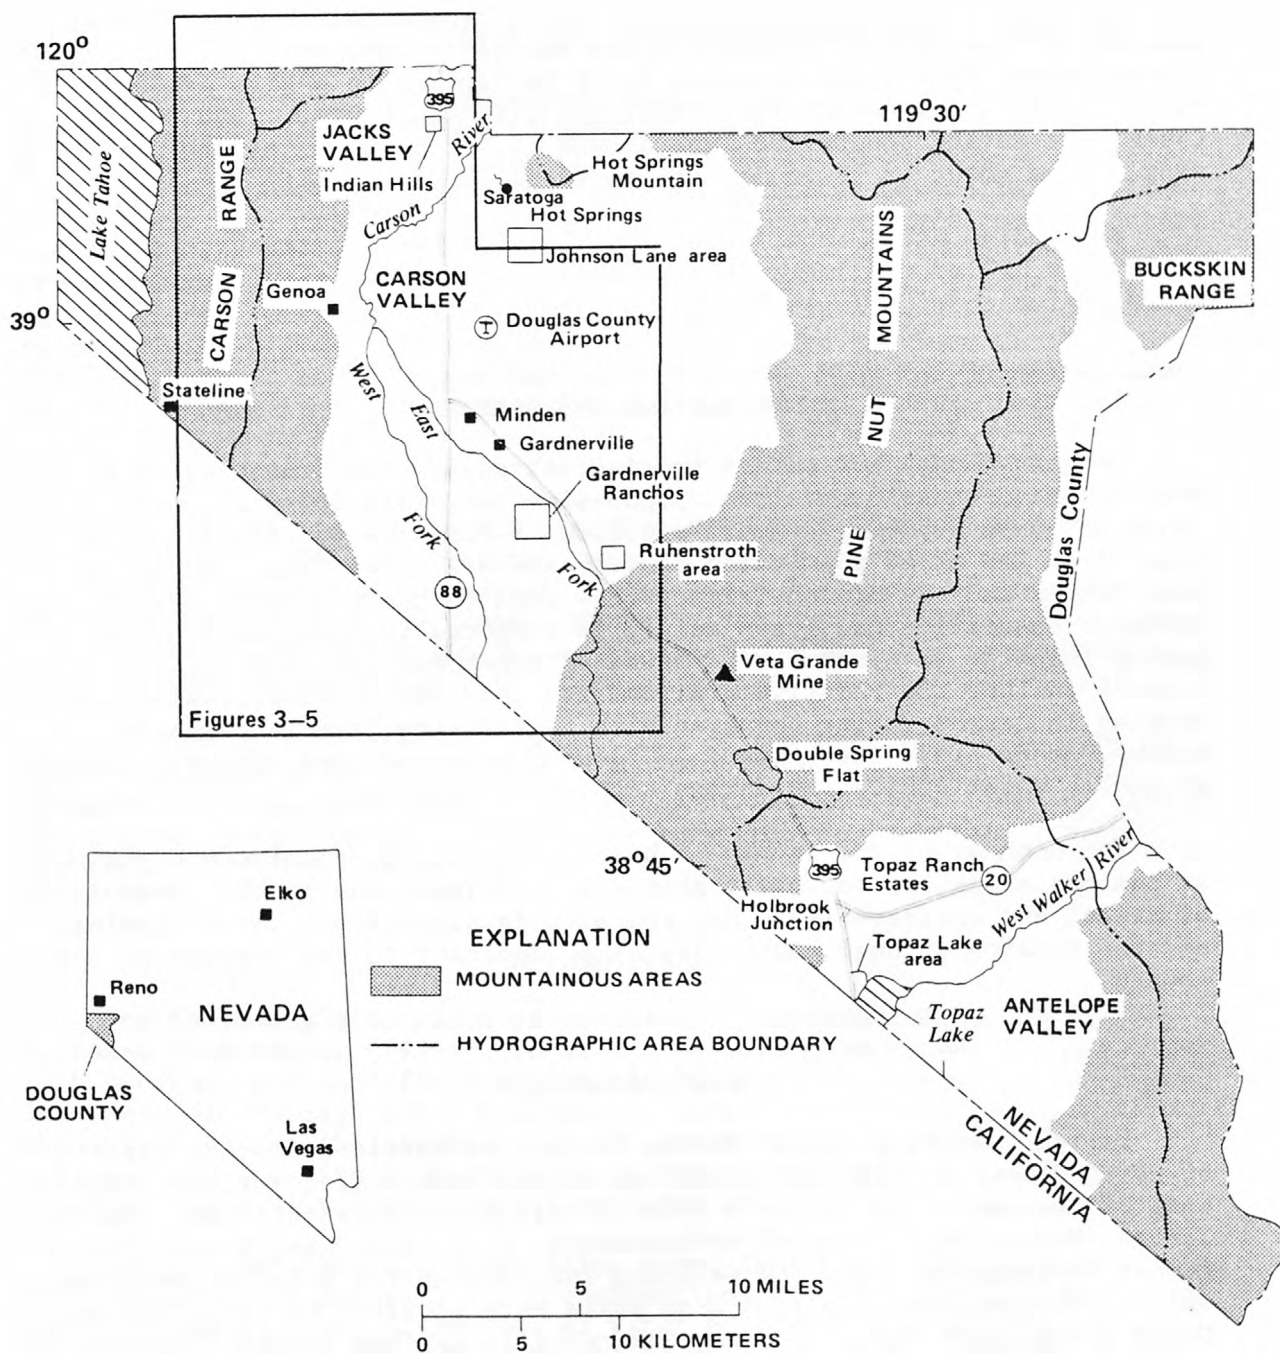 120°
119° 30′
395
JACKS
VALLEY
Indian Hills
River
Carson
Hot Springs
Mountain
Saratoga
Hot Springs
Johnson Lane area
Lake Tahoe
CARSON RANGE
CARSON
VALLEY
Genoa
39°
Douglas County
Airport
PINE NUT MOUNTAINS
BUCKSKIN
RANGE
Stateline
West
Fork
East
Fork
Minden
Gardnerville
Gardnerville
Ranchos
Ruhenstroth
area
88
Douglas County
Veta Grande
Mine
Figures 3–5
Double Spring
Flat
38° 45′
395
Topaz Ranch
Estates
20
West Walker River
Holbrook
Junction
Topaz Lake
area
Topaz
Lake
ANTELOPE
VALLEY
NEVADA
CALIFORNIA
Elko
Reno
NEVADA
DOUGLAS
COUNTY
Las
Vegas
EXPLANATION
MOUNTAINOUS AREAS
HYDROGRAPHIC AREA BOUNDARY
0 5 10 MILES
0 5 10 KILOMETERS